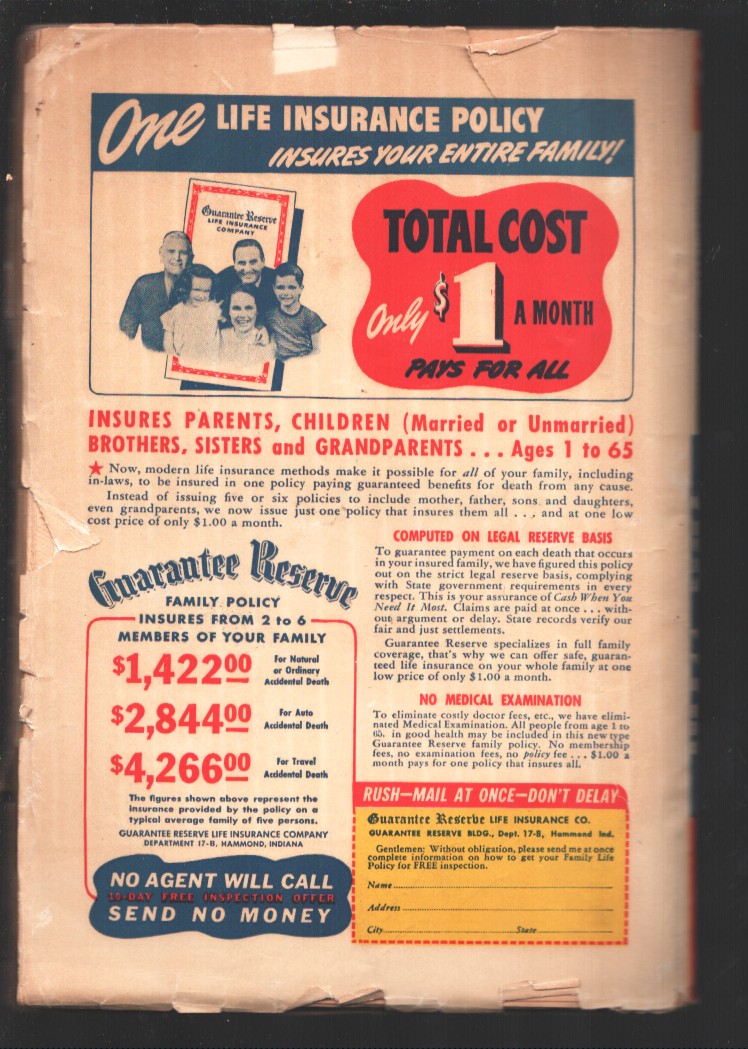 One LIFE INSURANCE POLICY
INSURES YOUR ENTIRE FAMILY!
Guarantee Reserve
LIFE INSURANCE
COMPANY
TOTAL COST
Only $1 A MONTH
PAYS FOR ALL
INSURES PARENTS, CHILDREN (Married or Unmarried)
BROTHERS, SISTERS and GRANDPARENTS . . . Ages 1 to 65
★ Now, modern life insurance methods make it possible for all of your family, including
in-laws, to be insured in one policy paying guaranteed benefits for death from any cause.
Instead of issuing five or six policies to include mother, father, sons and daughters,
even grandparents, we now issue just one policy that insures them all . . . and at one low
cost price of only $1.00 a month.
Guarantee Reserve
FAMILY POLICY
INSURES FROM 2 to 6
MEMBERS OF YOUR FAMILY
$1,422.00 For Natural
or Ordinary
Accidental Death
$2,844.00 For Auto
Accidental Death
$4,266.00 For Travel
Accidental Death
The figures shown above represent the
insurance provided by the policy on a
typical average family of five persons.
GUARANTEE RESERVE LIFE INSURANCE COMPANY
DEPARTMENT 17-B, HAMMOND, INDIANA
NO AGENT WILL CALL
10-DAY FREE INSPECTION OFFER
SEND NO MONEY
COMPUTED ON LEGAL RESERVE BASIS
To guarantee payment on each death that occurs
in your insured family, we have figured this policy
out on the strict legal reserve basis, complying
with State government requirements in every
respect. This is your assurance of Cash When You
Need It Most. Claims are paid at once . . . with-
out argument or delay. State records verify our
fair and just settlements.
Guarantee Reserve specializes in full family
coverage, that's why we can offer safe, guaran-
teed life insurance on your whole family at one
low price of only $1.00 a month.
NO MEDICAL EXAMINATION
To eliminate costly doctor fees, etc., we have elimi-
nated Medical Examination. All people from age 1 to
65, in good health may be included in this new type
Guarantee Reserve family policy. No membership
fees, no examination fees, no policy fee . . . $1.00 a
month pays for one policy that insures all.
RUSH—MAIL AT ONCE—DON'T DELAY
Guarantee Reserve LIFE INSURANCE CO.
GUARANTEE RESERVE BLDG., Dept. 17-B, Hammond Ind.
Gentlemen: Without obligation, please send me at once
complete information on how to get your Family Life
Policy for FREE inspection.
Name
Address
City State